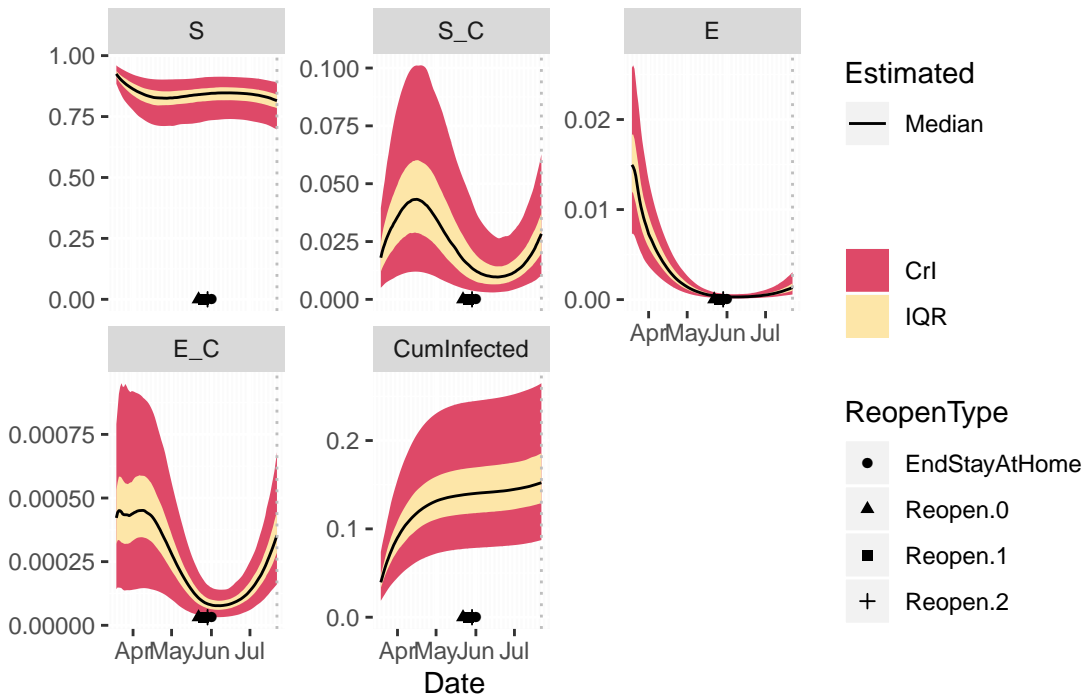 S
S_C
E
1.00
0.75
0.50
0.25
0.00
0.100
0.075
0.050
0.025
0.000
0.02
0.01
0.00
Apr May Jun Jul
E_C
CumInfected
0.00075
0.00050
0.00025
0.00000
0.2
0.1
0.0
Apr May Jun Jul
Apr May Jun Jul
Date
Estimated
Median
CrI
IQR
ReopenType
EndStayAtHome
Reopen.0
Reopen.1
Reopen.2